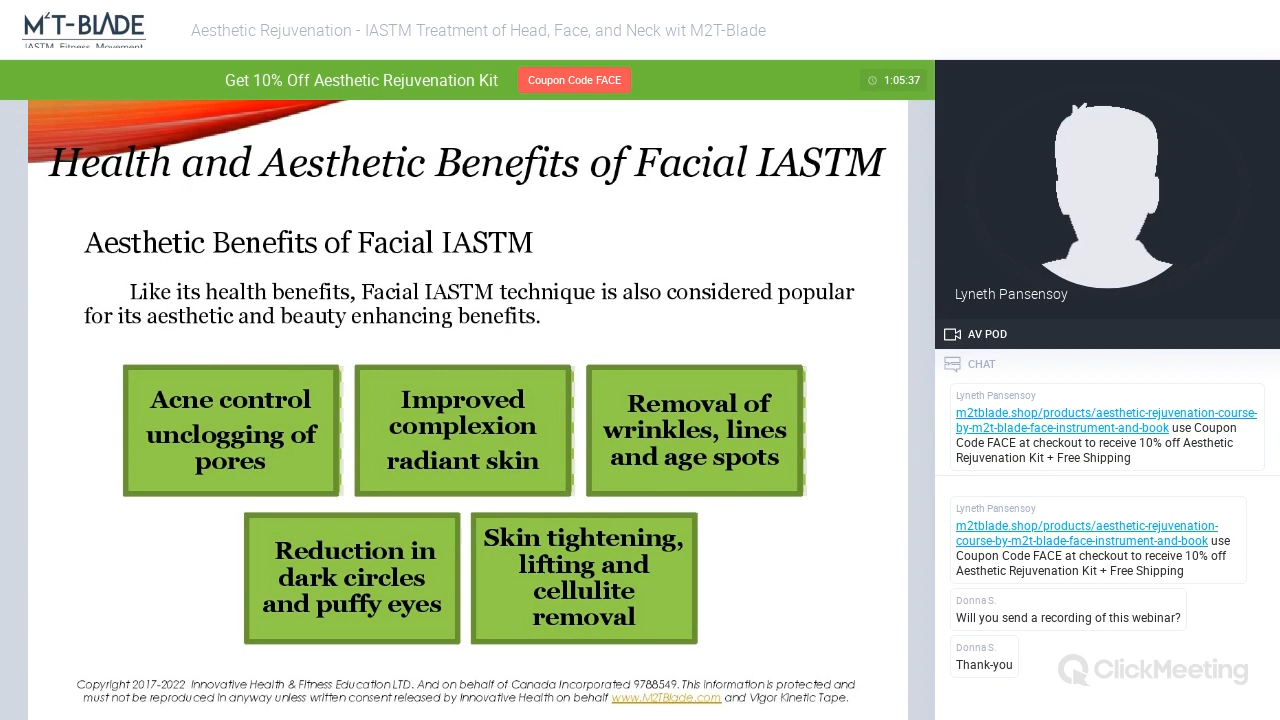 M2T-BLADE
IASTM Fitness Movement
Aesthetic Rejuvenation - IASTM Treatment of Head, Face, and Neck wit M2T-Blade
Get 10% Off Aesthetic Rejuvenation Kit
Coupon Code FACE
1:05:37
Health and Aesthetic Benefits of Facial IASTM
Aesthetic Benefits of Facial IASTM
Like its health benefits, Facial IASTM technique is also considered popular
for its aesthetic and beauty enhancing benefits.
Acne control
unclogging of
pores
Improved
complexion
radiant skin
Removal of
wrinkles, lines
and age spots
Reduction in
dark circles
and puffy eyes
Skin tightening,
lifting and
cellulite
removal
Copyright 2017-2022 Innovative Health & Fitness Education LTD. And on behalf of Canada Incorporated 9788549. This information is protected and
must not be reproduced in anyway unless written consent released by Innovative Health on behalf www.M2TBlade.com and Vigor Kinetic Tape.
Lyneth Pansensoy
AV POD
CHAT
Lyneth Pansensoy
m2tblade.shop/products/aesthetic-rejuvenation-course-
by-m2t-blade-face-instrument-and-book use Coupon
Code FACE at checkout to receive 10% off Aesthetic
Rejuvenation Kit + Free Shipping
Lyneth Pansensoy
m2tblade.shop/products/aesthetic-rejuvenation-
course-by-m2t-blade-face-instrument-and-book use
Coupon Code FACE at checkout to receive 10% off
Aesthetic Rejuvenation Kit + Free Shipping
Donna S.
Will you send a recording of this webinar?
Donna S.
Thank-you
ClickMeeting